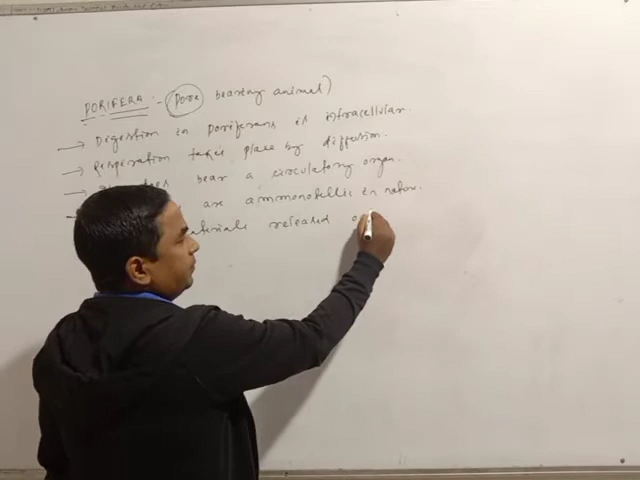 PORIFERA - (Pore bearing animal)
→ Digestion in Poriferans is intracellular.
→ Respiration takes place by diffusion.
→ bear a circulatory organ.
are ammonotellic in nature.
materials released